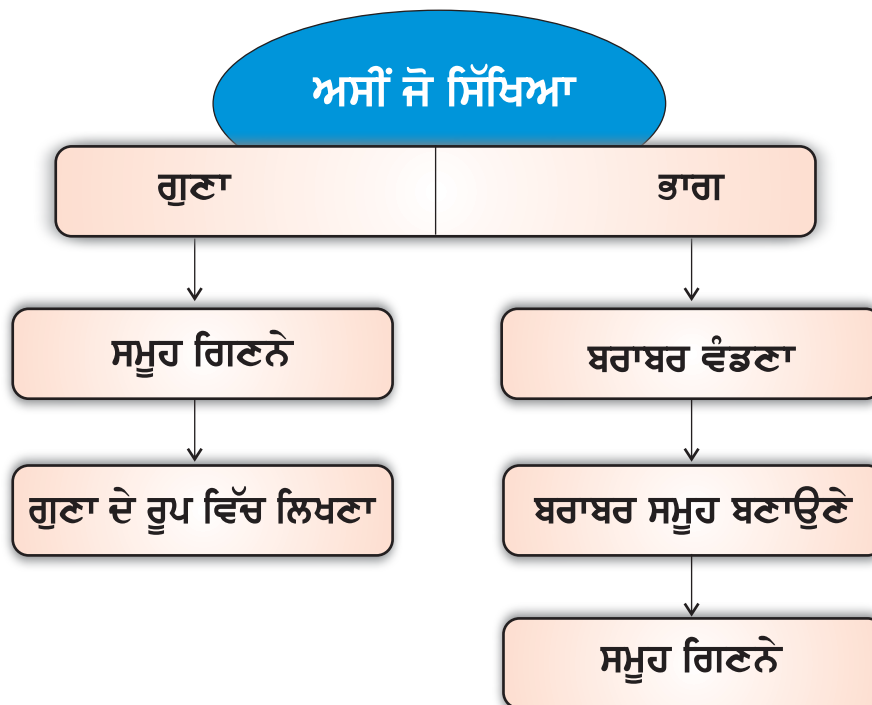 ਅਸੀਂ ਜੋ ਸਿੱਖਿਆ
ਗੁਣਾ
ਭਾਗ
ਸਮੂਹ ਗਿਣਨੇ
ਬਰਾਬਰ ਵੰਡਣਾ
ਗੁਣਾ ਦੇ ਰੂਪ ਵਿੱਚ ਲਿਖਣਾ
ਬਰਾਬਰ ਸਮੂਹ ਬਣਾਉਣੇ
ਸਮੂਹ ਗਿਣਨੇ